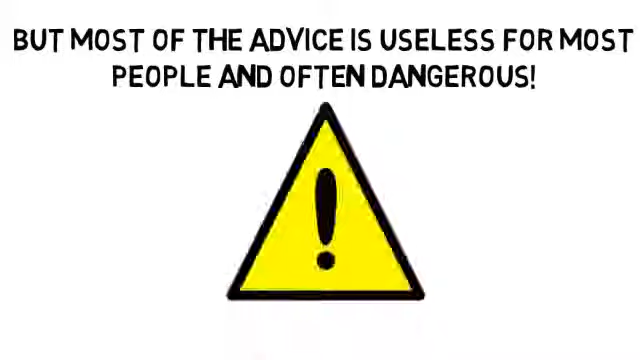 BUT MOST OF THE ADVICE IS USELESS FOR MOST
PEOPLE AND OFTEN DANGEROUS!
!